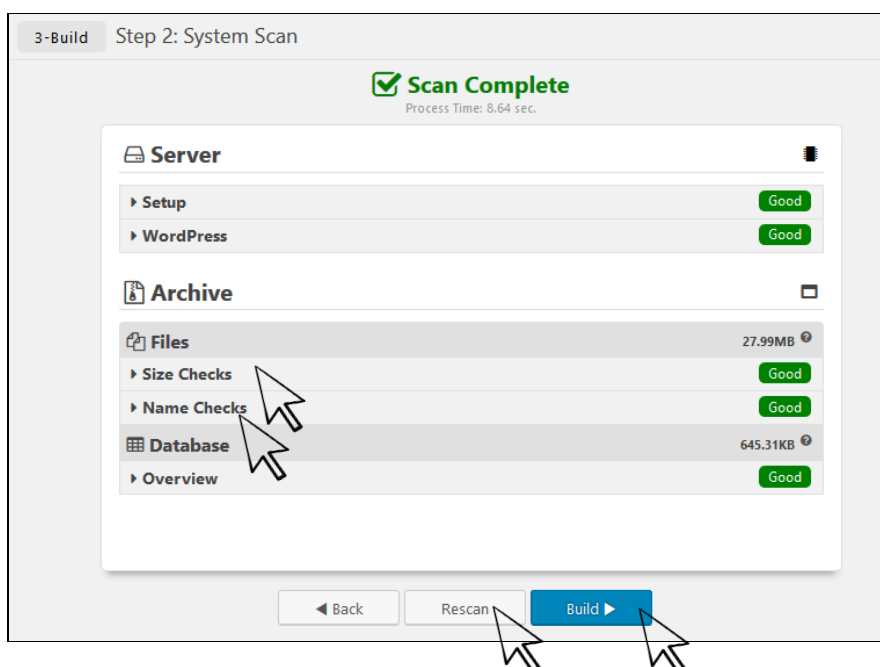 3-Build Step 2: System Scan
Scan Complete
Process Time: 8.64 sec.
Server
Setup Good
WordPress Good
Archive
Files 27.99MB
Size Checks Good
Name Checks Good
Database 645.31KB
Overview Good
Back Rescan Build